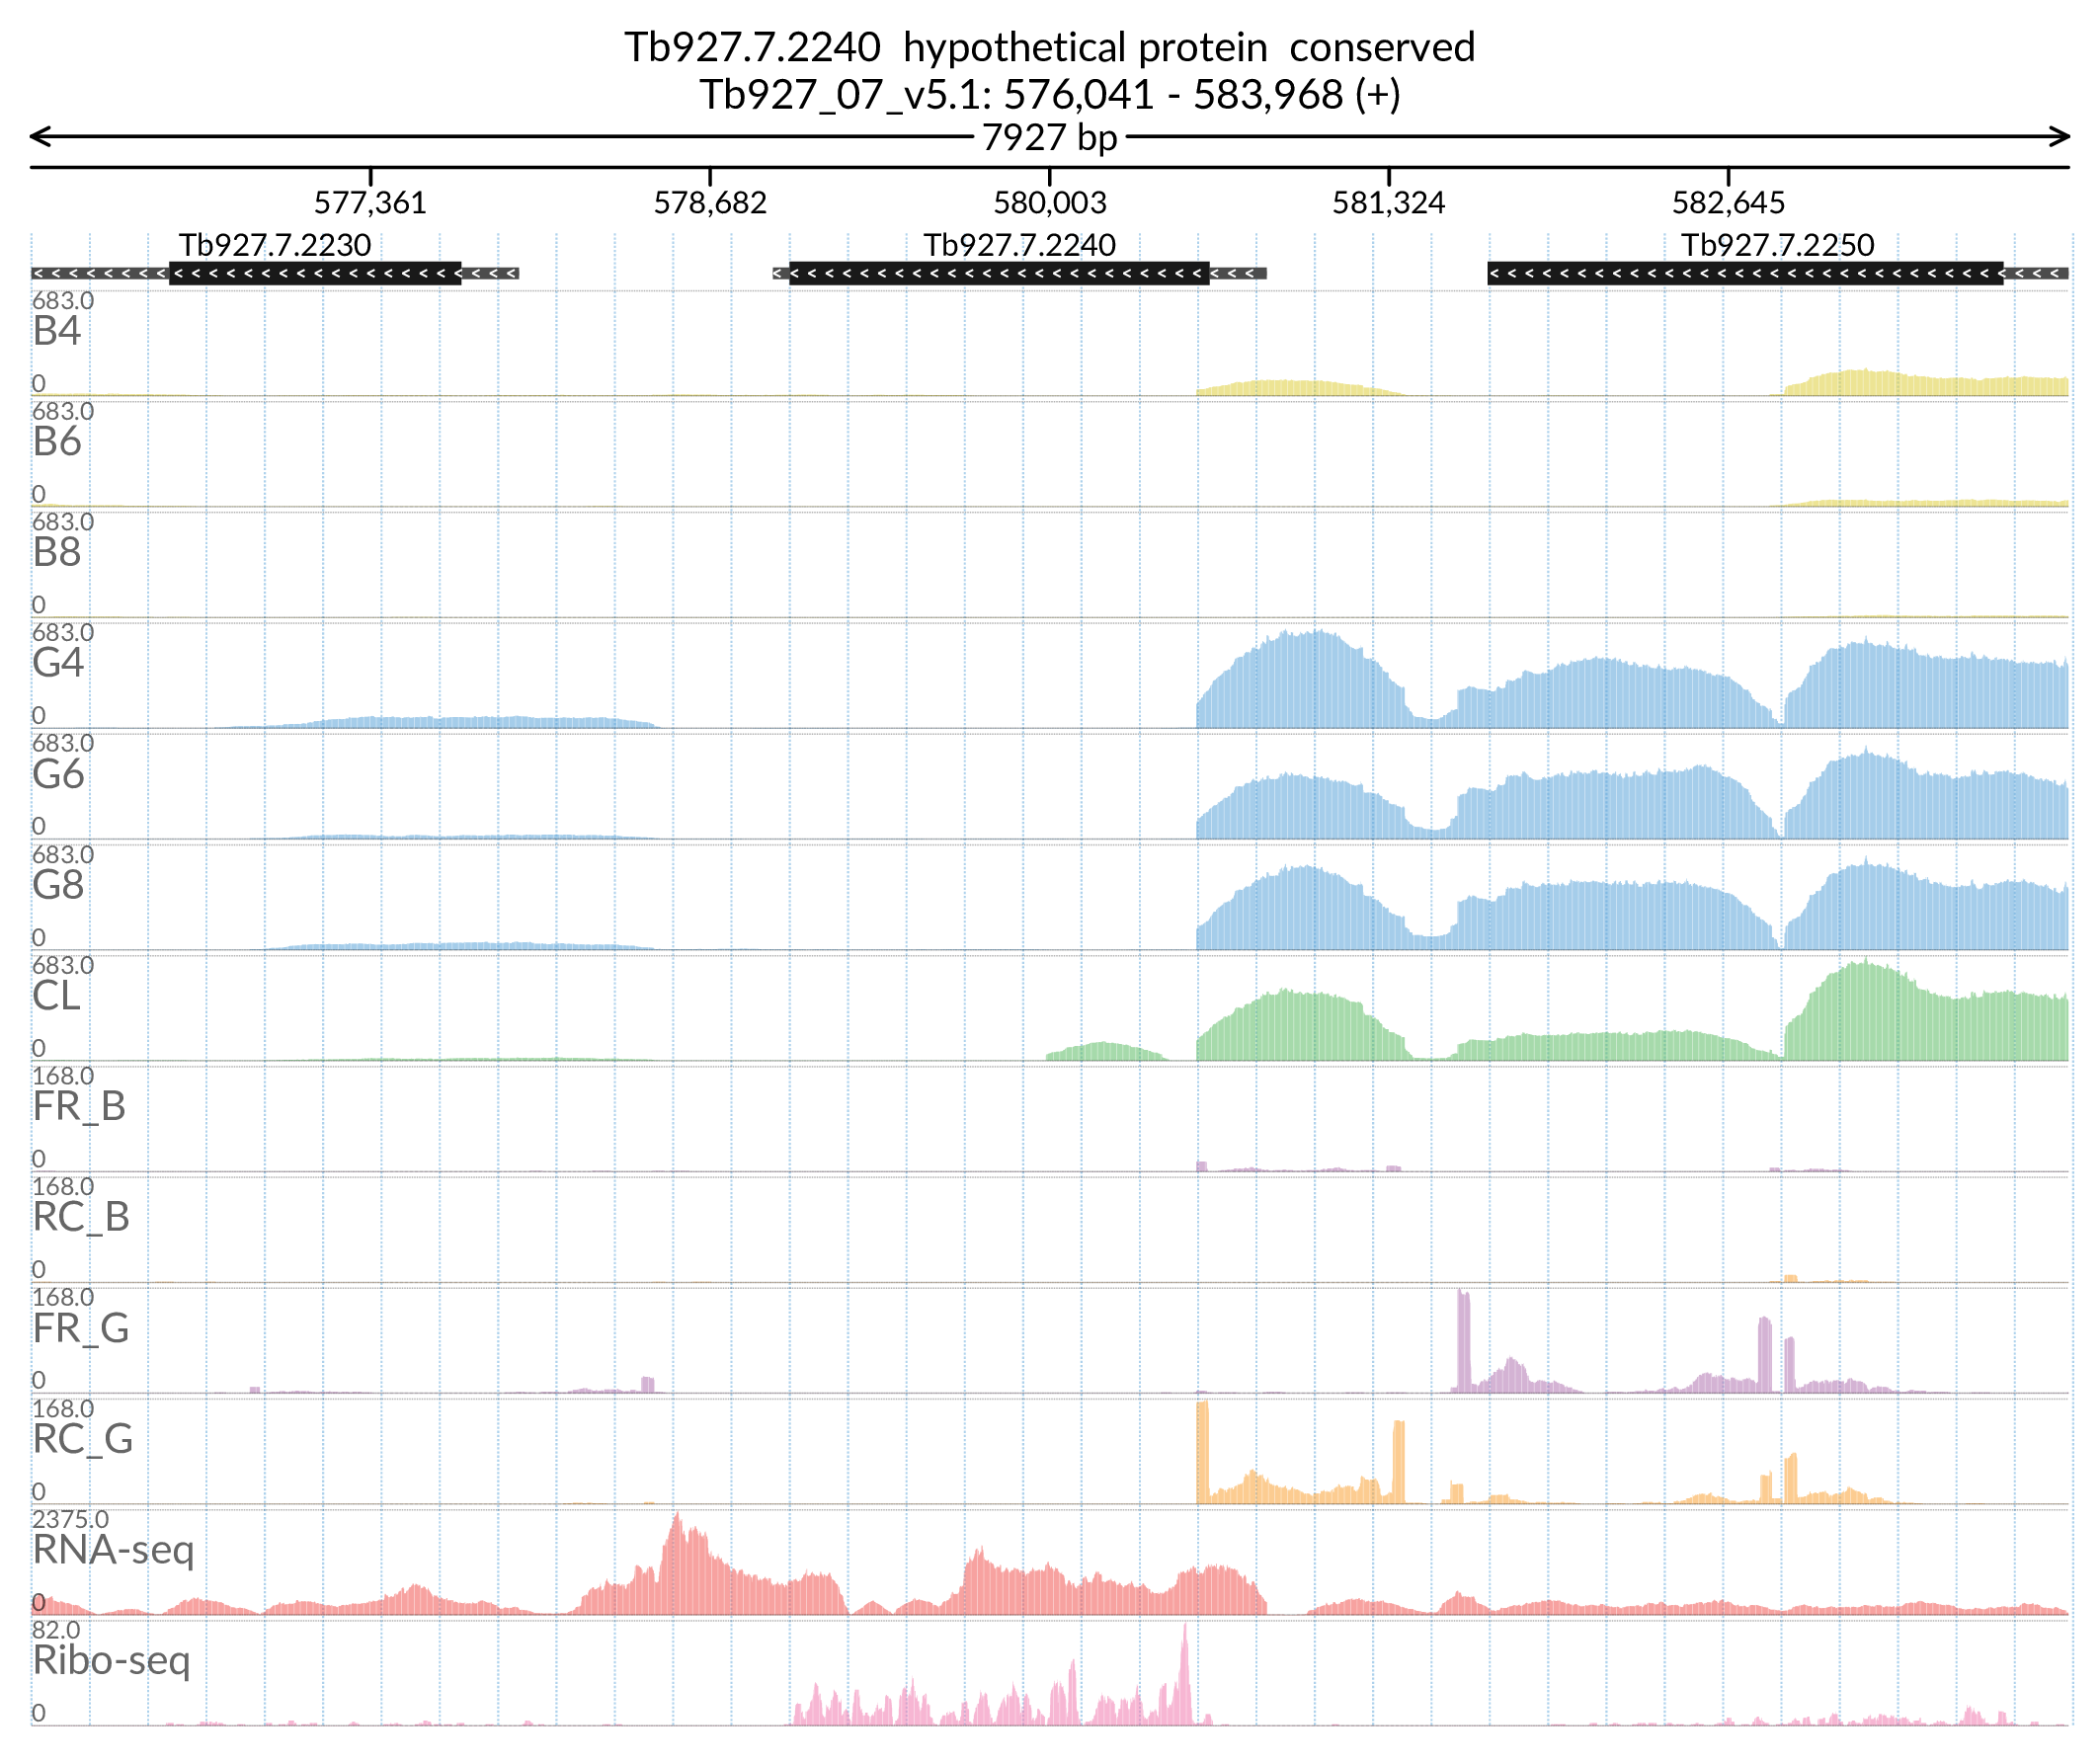 Tb927.7.2240 hypothetical protein conserved
Tb927_07_v5.1: 576,041 - 583,968 (+)
7927 bp
577,361 578,682 580,003 581,324 582,645
Tb927.7.2230 Tb927.7.2240 Tb927.7.2250
683.0
B4
0
683.0
B6
0
683.0
B8
0
683.0
G4
0
683.0
G6
0
683.0
G8
0
683.0
CL
0
168.0
FR_B
0
168.0
RC_B
0
168.0
FR_G
0
168.0
RC_G
0
2375.0
RNA-seq
0
82.0
Ribo-seq
0